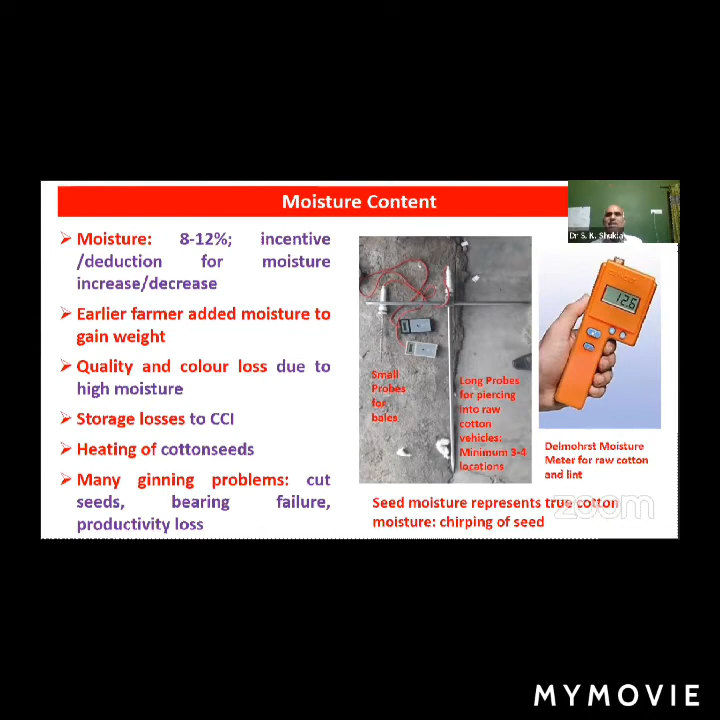 Moisture Content
Dr S. K. Shukla
➢ Moisture: 8-12%; incentive
/deduction for moisture
increase/decrease
➢ Earlier farmer added moisture to
gain weight
➢ Quality and colour loss due to
high moisture
➢ Storage losses to CCI
➢ Heating of cottonseeds
➢ Many ginning problems: cut
seeds, bearing failure,
productivity loss
Small
Probes
for
bales
Long Probes
for piercing
into raw
cotton
vehicles:
Minimum 3-4
locations
12.6
Delmohrst Moisture
Meter for raw cotton
and lint
Seed moisture represents true cotton
moisture: chirping of seed
zoom
MYMOVIE